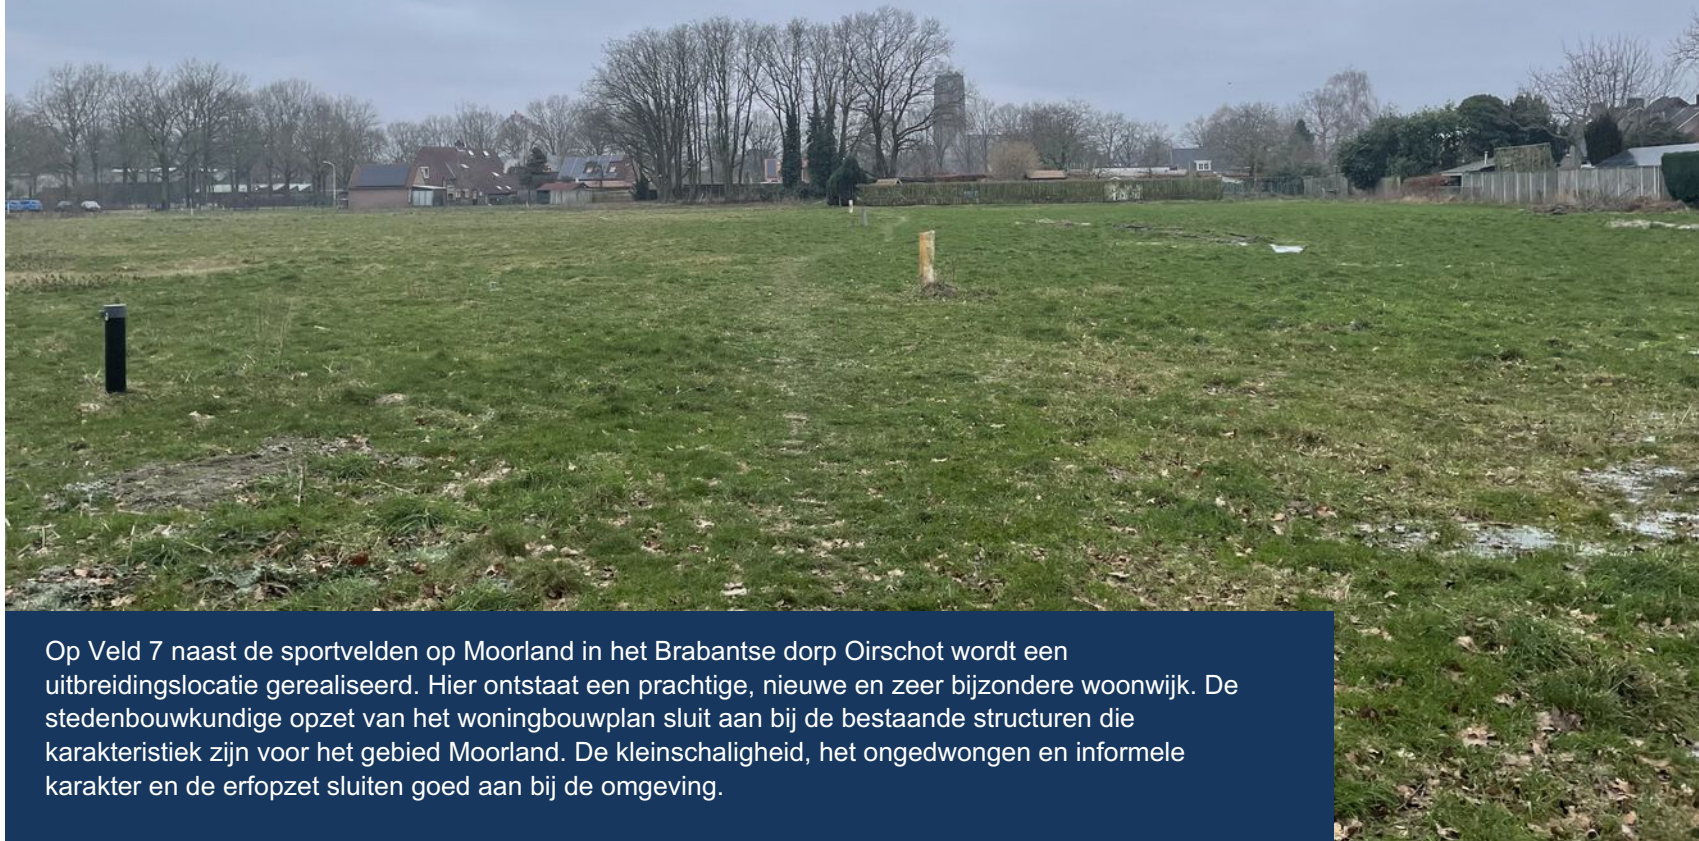 Op Veld 7 naast de sportvelden op Moorland in het Brabantse dorp Oirschot wordt een
uitbreidingslocatie gerealiseerd. Hier ontstaat een prachtige, nieuwe en zeer bijzondere woonwijk. De
stedenbouwkundige opzet van het woningbouwplan sluit aan bij de bestaande structuren die
karakteristiek zijn voor het gebied Moorland. De kleinschaligheid, het ongedwongen en informele
karakter en de erfopzet sluiten goed aan bij de omgeving.